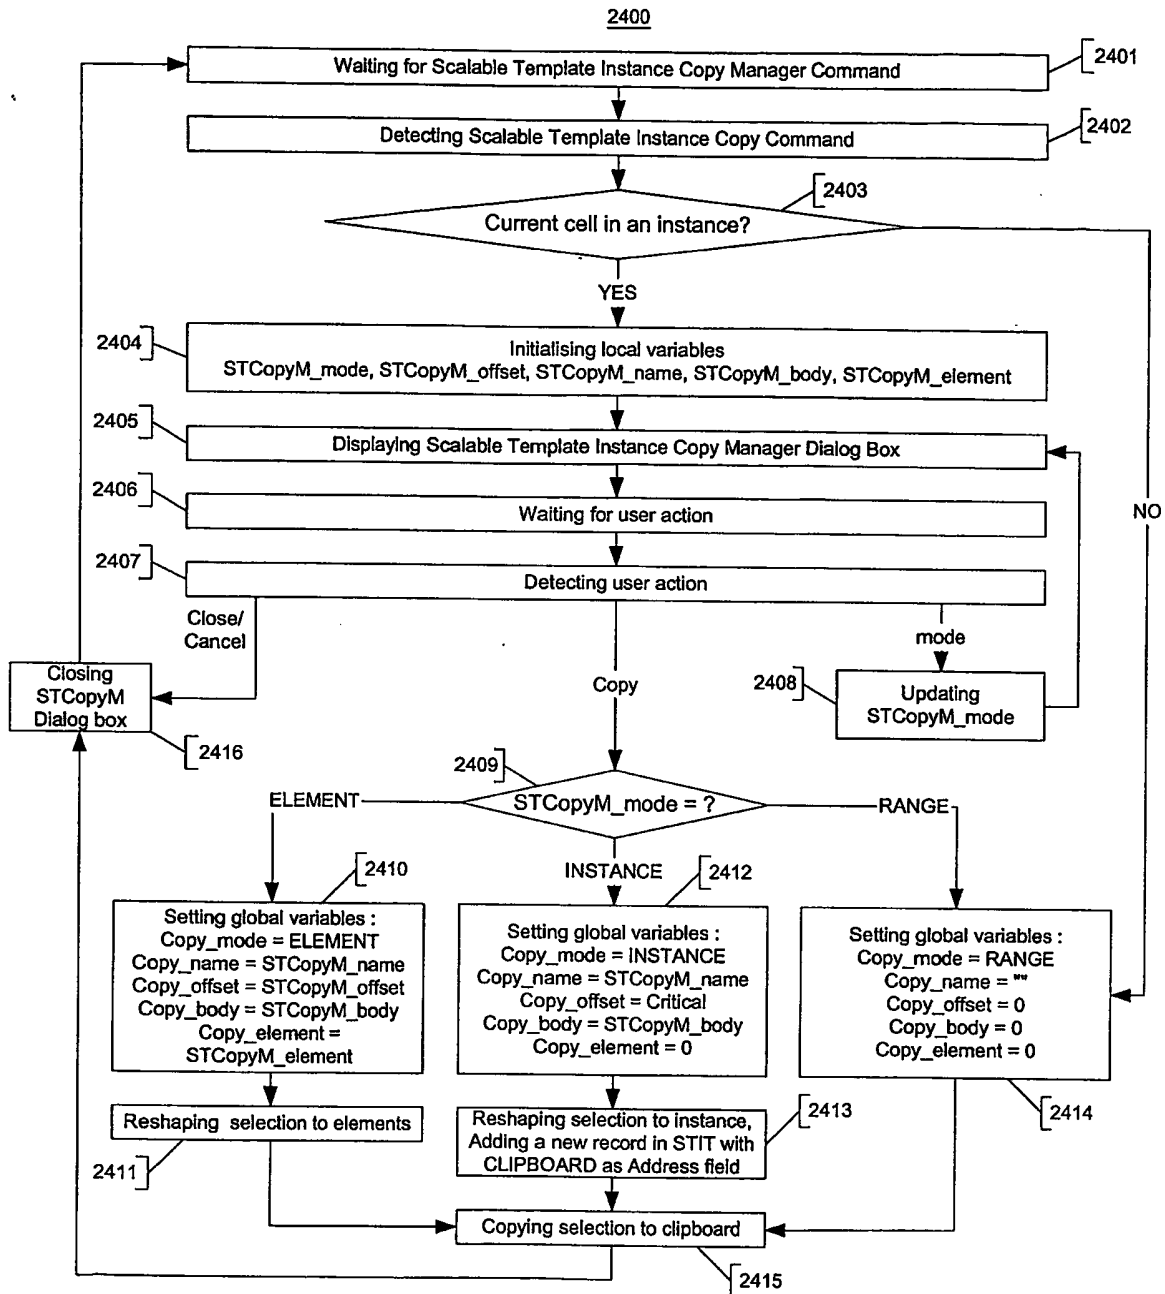 2400
Waiting for Scalable Template Instance Copy Manager Command
2401
Detecting Scalable Template Instance Copy Command
2402
2403
Current cell in an instance?
YES
2404
Initialising local variables
STCopyM_mode, STCopyM_offset, STCopyM_name, STCopyM_body, STCopyM_element
2405
Displaying Scalable Template Instance Copy Manager Dialog Box
2406
Waiting for user action
NO
2407
Detecting user action
Close/
Cancel
Copy
mode
Closing
STCopyM
Dialog box
2416
2408
Updating
STCopyM_mode
2409
STCopyM_mode = ?
ELEMENT
RANGE
INSTANCE
2410
Setting global variables :
Copy_mode = ELEMENT
Copy_name = STCopyM_name
Copy_offset = STCopyM_offset
Copy_body = STCopyM_body
Copy_element =
STCopyM_element
2412
Setting global variables :
Copy_mode = INSTANCE
Copy_name = STCopyM_name
Copy_offset = Critical
Copy_body = STCopyM_body
Copy_element = 0
Setting global variables :
Copy_mode = RANGE
Copy_name = ""
Copy_offset = 0
Copy_body = 0
Copy_element = 0
2414
Reshaping selection to elements
2411
Reshaping selection to instance,
Adding a new record in STIT with
CLIPBOARD as Address field
2413
Copying selection to clipboard
2415